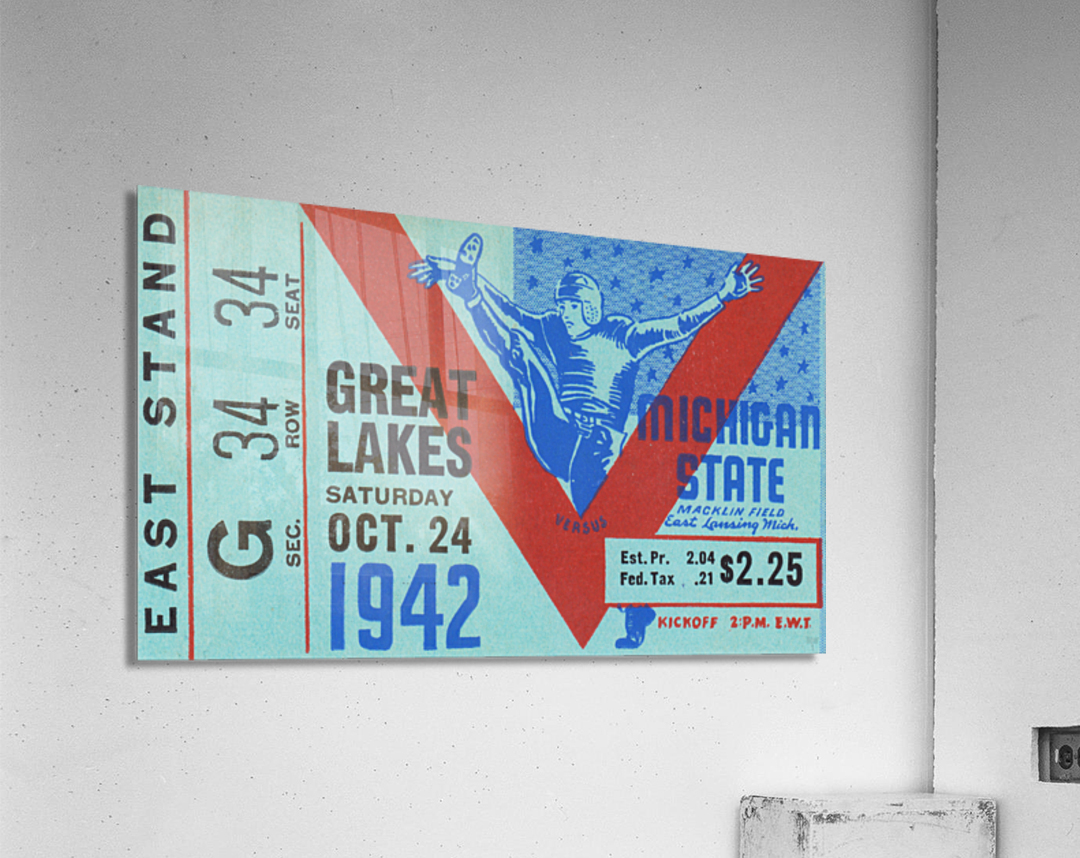 EAST STAND
G 34 34
SEC. ROW SEAT
GREAT
LAKES
SATURDAY
OCT. 24
1942
VERSUS
MICHIGAN
STATE
MACKLIN FIELD
East Lansing Mich.
Est. Pr. 2.04
Fed. Tax .21
$2.25
KICKOFF 2:P.M. E.W.T.